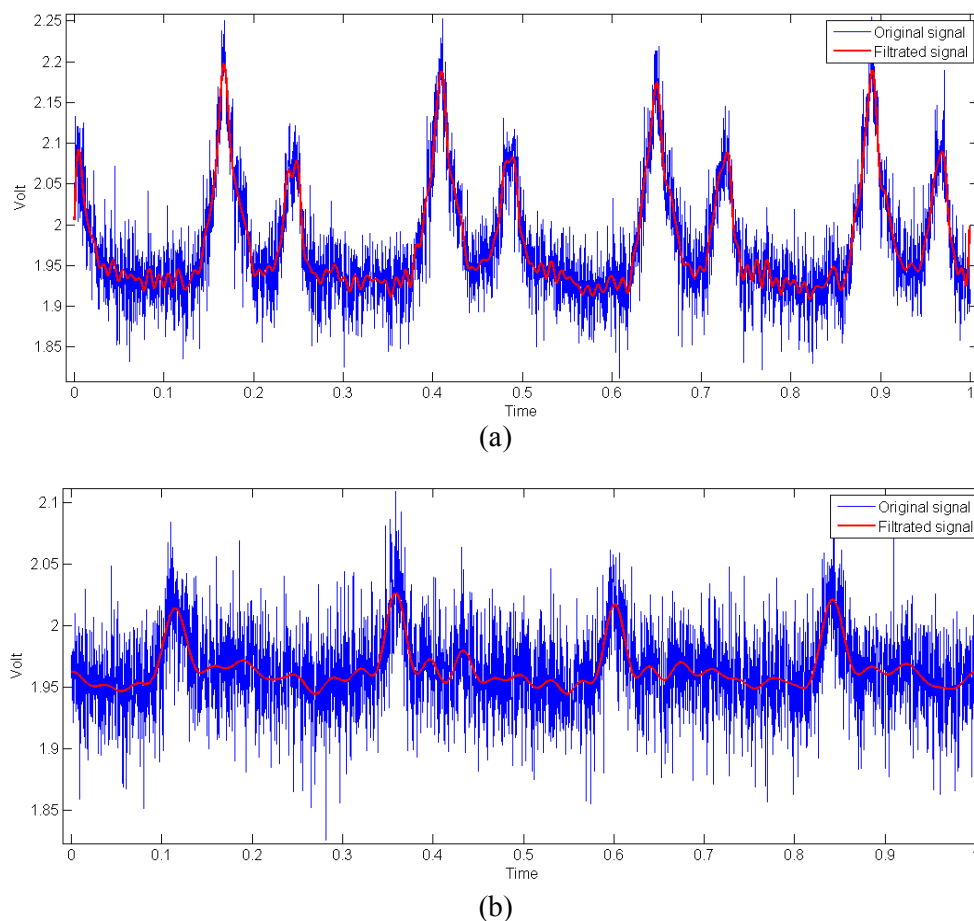 2.25
2.2
2.15
2.1
2.05
2
1.95
1.9
1.85
Volt
Original signal
Filtrated signal
0 0.1 0.2 0.3 0.4 0.5 0.6 0.7 0.8 0.9 1
Time
(a)
2.1
2.05
2
1.95
1.9
1.85
Volt
Original signal
Filtrated signal
0 0.1 0.2 0.3 0.4 0.5 0.6 0.7 0.8 0.9 1
Time
(b)